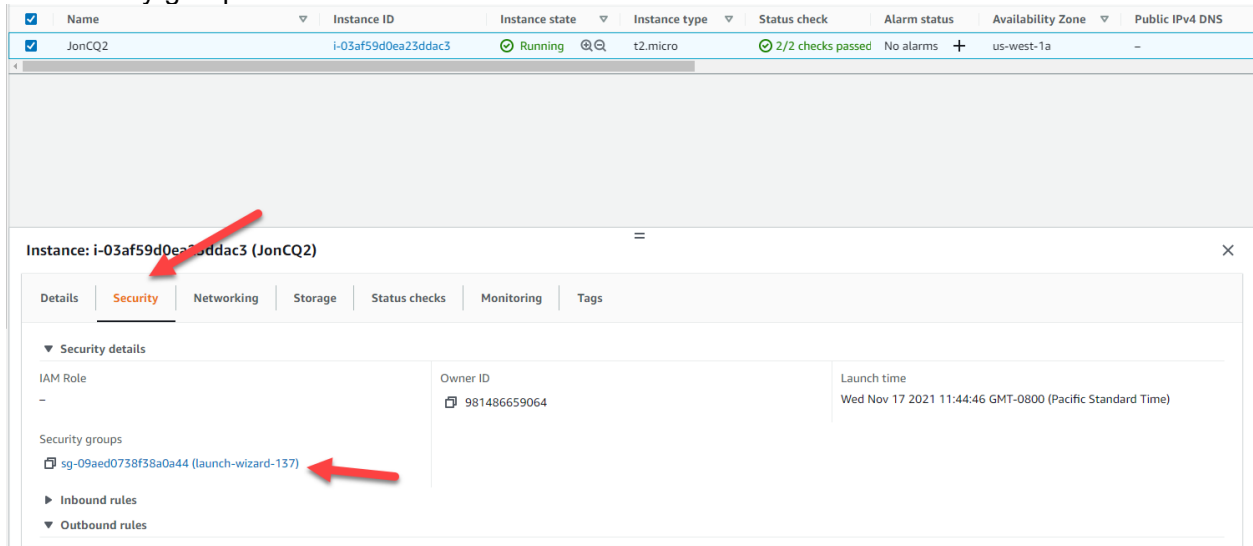 Name Instance ID Instance state Instance type Status check Alarm status Availability Zone Public IPv4 DNS
JonCQ2 i-03af59d0ea23ddac3 Running t2.micro 2/2 checks passed No alarms + us-west-1a –
Instance: i-03af59d0ea23ddac3 (JonCQ2)
Details Security Networking Storage Status checks Monitoring Tags
Security details
IAM Role Owner ID Launch time
– 981486659064 Wed Nov 17 2021 11:44:46 GMT-0800 (Pacific Standard Time)
Security groups
sg-09aed0738f38a0a44 (launch-wizard-137)
Inbound rules
Outbound rules